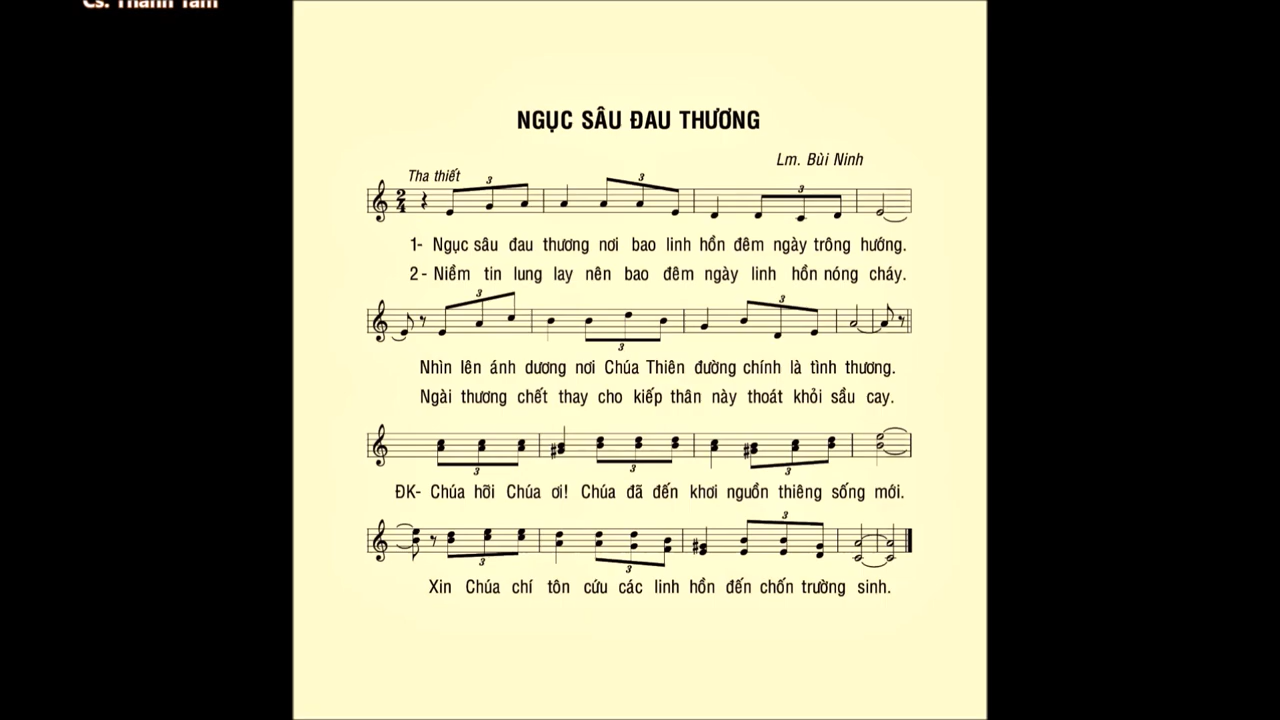 Cs. Thanh Tâm
NGỤC SÂU ĐAU THƯƠNG
Lm. Bùi Ninh
Tha thiết
1- Ngục sâu đau thương nơi bao linh hồn đêm ngày trông hướng.
2- Niềm tin lung lay nên bao đêm ngày linh hồn nóng cháy.
Nhìn lên ánh dương nơi Chúa Thiên đường chính là tình thương.
Ngài thương chết thay cho kiếp thân này thoát khỏi sầu cay.
ĐK- Chúa hỡi Chúa ơi! Chúa đã đến khơi nguồn thiêng sống mới.
Xin Chúa chí tôn cứu các linh hồn đến chốn trường sinh.